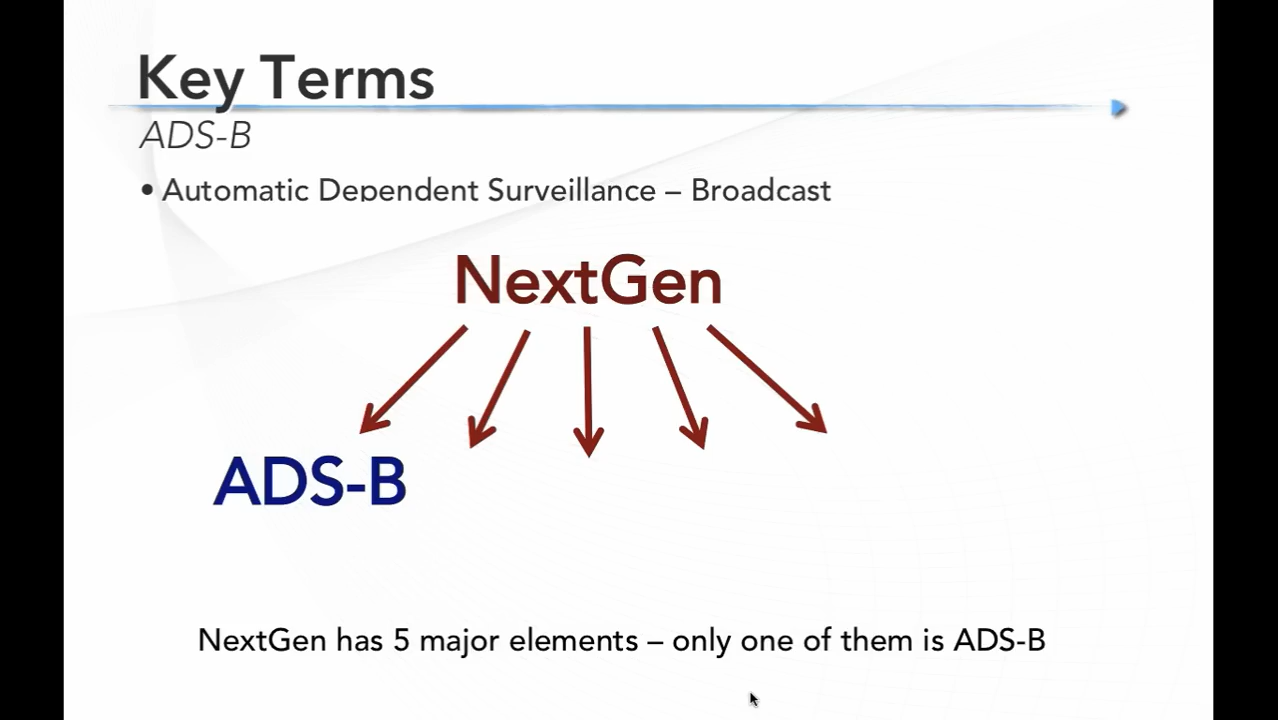 Key Terms
ADS-B
• Automatic Dependent Surveillance – Broadcast
NextGen
ADS-B
NextGen has 5 major elements – only one of them is ADS-B